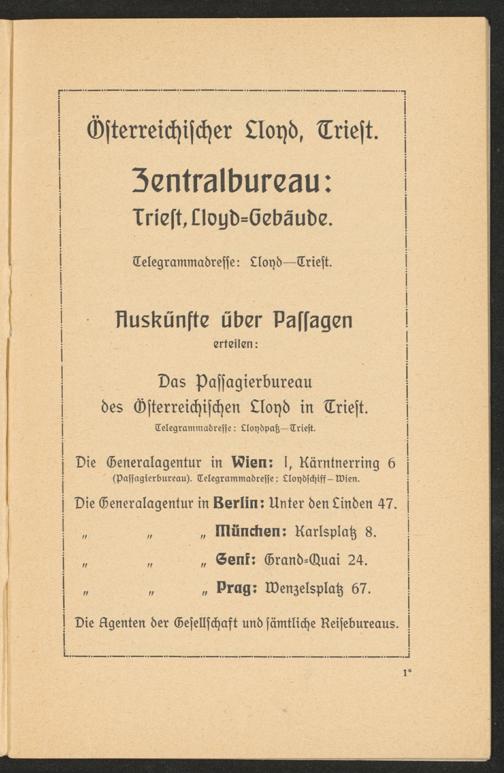 Österreichischer Lloyd, Triest.
Zentralbureau:
Triest, Lloyd=Gebäude.
Telegrammadresse: Lloyd—Triest.
Auskünfte über Passagen
erteilen:
Das Passagierbureau
des Österreichischen Lloyd in Triest.
Telegrammadresse: Lloydpaß—Triest.
Die Generalagentur in Wien: I, Kärntnerring 6
(Passagierbureau). Telegrammadresse: Lloydschiff—Wien.
Die Generalagentur in Berlin: Unter den Linden 47.
„ „ „ München: Karlsplatz 8.
„ „ „ Genf: Grand=Quai 24.
„ „ „ Prag: Wenzelsplatz 67.
Die Agenten der Gesellschaft und sämtliche Reisebureaus.
1*